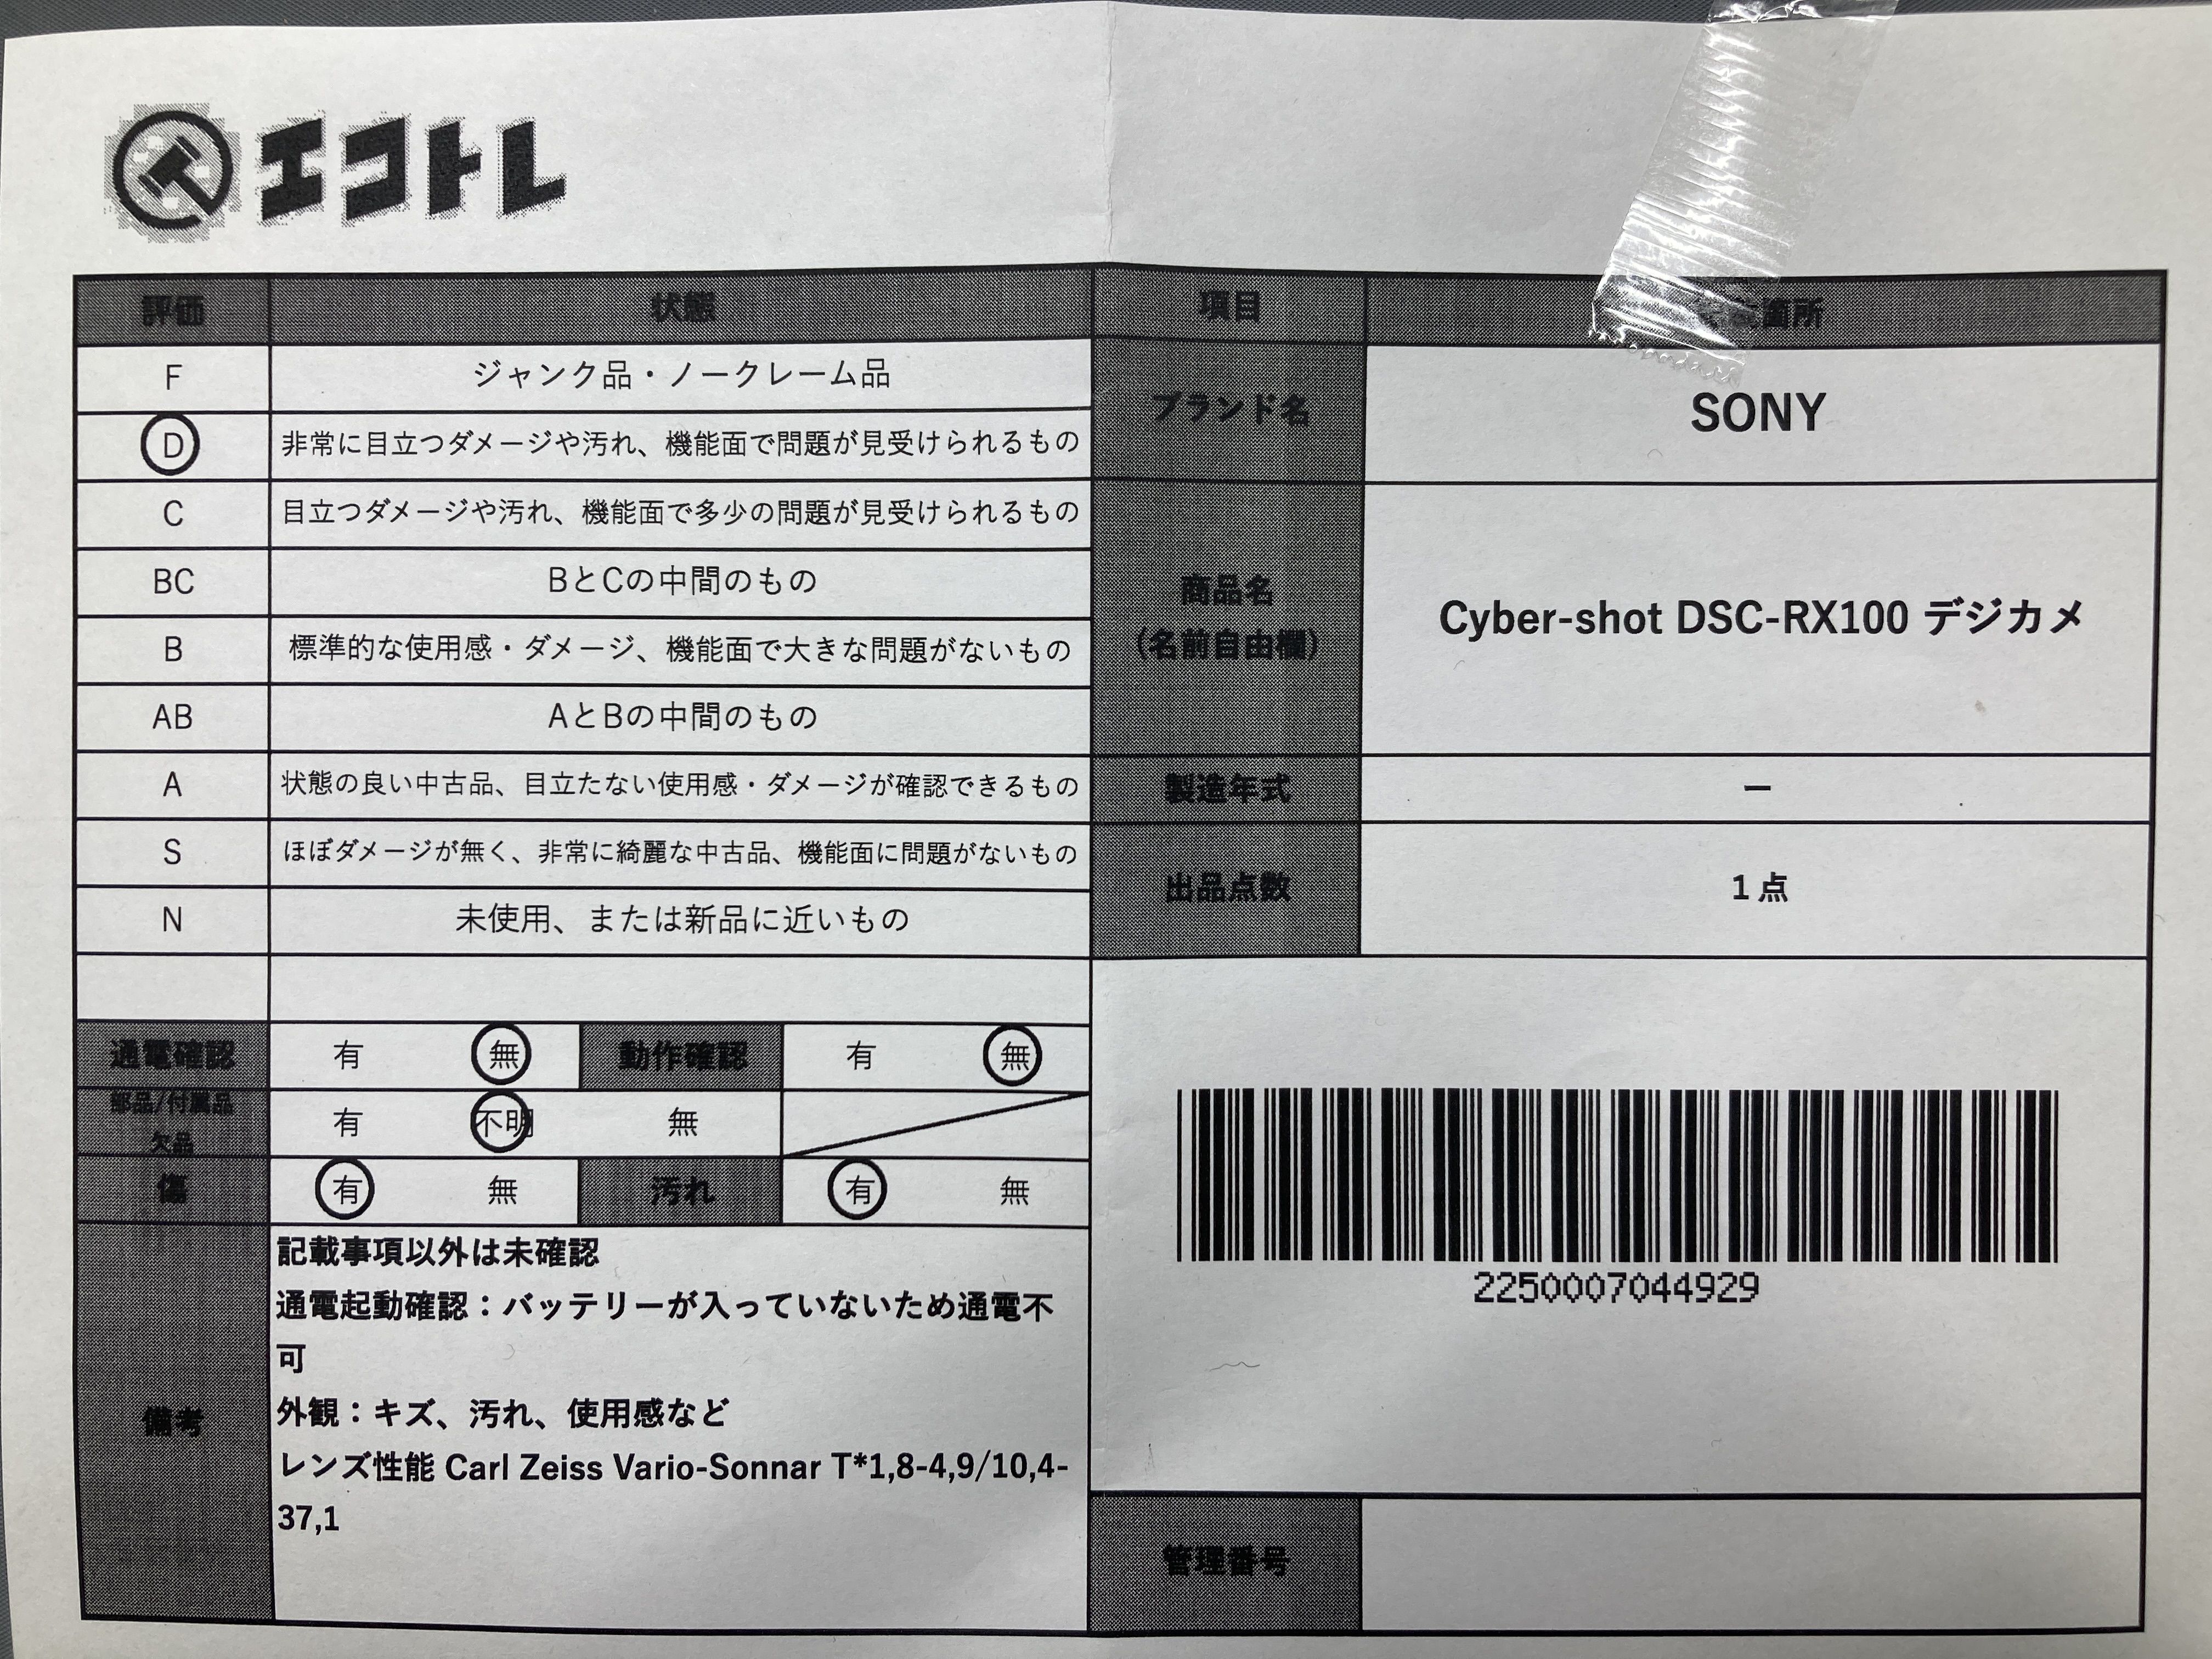 エコトレ
評価 状態
F ジャンク品・ノークレーム品
D 非常に目立つダメージや汚れ、機能面で問題が見受けられるもの
C 目立つダメージや汚れ、機能面で多少の問題が見受けられるもの
BC BとCの中間のもの
B 標準的な使用感・ダメージ、機能面で大きな問題がないもの
AB AとBの中間のもの
A 状態の良い中古品、目立たない使用感・ダメージが確認できるもの
S ほぼダメージが無く、非常に綺麗な中古品、機能面に問題がないもの
N 未使用、または新品に近いもの
通電確認 有 無 動作確認 有 無
部品/付属品
欠品
有 不明 無
傷 有 無 汚れ 有 無
備考
記載事項以外は未確認
通電起動確認：バッテリーが入っていないため通電不
可
外観：キズ、汚れ、使用感など
レンズ性能 Carl Zeiss Vario-Sonnar T*1,8-4,9/10,4-
37,1
項目 箇所
ブランド名 SONY
商品名
（名前自由欄）
Cyber-shot DSC-RX100 デジカメ
製造年式 ー
出品点数 1 点
2250007044929
管理番号